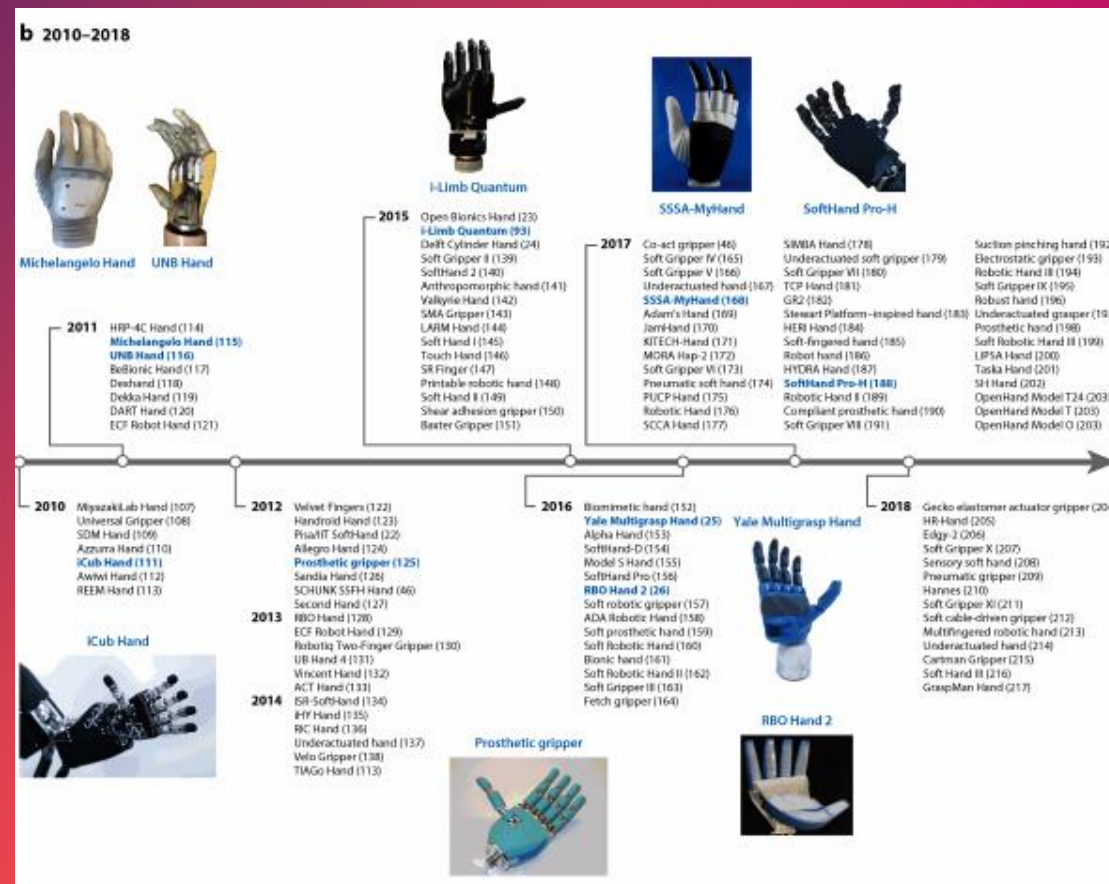 b 2010–2018
Michelangelo Hand
UNB Hand
i-Limb Quantum
SSSA-MyHand
SoftHand Pro-H
2011 HRP-4C Hand (114)
Michelangelo Hand (115)
UNB Hand (116)
BeBionic Hand (117)
Dexhand (118)
Dekka Hand (119)
DART Hand (120)
ECF Robot Hand (121)
2015 Open Bionics Hand (23)
i-Limb Quantum (93)
Delft Cylinder Hand (24)
Soft Gripper II (139)
SoftHand 2 (140)
Anthropomorphic hand (141)
Valkyrie Hand (142)
SMA Gripper (143)
LARM Hand (144)
Soft Hand I (145)
Touch Hand (146)
SR Finger (147)
Printable robotic hand (148)
Soft Hand II (149)
Shear adhesion gripper (150)
Baxter Gripper (151)
2017 Co-act gripper (46)
Soft Gripper IV (165)
Soft Gripper V (166)
Underactuated hand (167)
SSSA-MyHand (168)
Adam's Hand (169)
JamHand (170)
KITECH-Hand (171)
MORA Hap-2 (172)
Soft Gripper VI (173)
Pneumatic soft hand (174)
PUCP Hand (175)
Robotic Hand (176)
SCCA Hand (177)
SIMBA Hand (178)
Underactuated soft gripper (179)
Soft Gripper VII (180)
TCP Hand (181)
GR2 (182)
Stewart Platform–inspired hand (183)
HERI Hand (184)
Soft-fingered hand (185)
Robot hand (186)
HYDRA Hand (187)
SoftHand Pro-H (188)
Robotic Hand II (189)
Compliant prosthetic hand (190)
Soft Gripper VIII (191)
Suction pinching hand (192
Electrostatic gripper (193)
Robotic Hand III (194)
Soft Gripper IX (195)
Robust hand (196)
Underactuated grasper (19
Prosthetic hand (198)
Soft Robotic Hand III (199)
LIPSA Hand (200)
Taska Hand (201)
SH Hand (202)
OpenHand Model T24 (203
OpenHand Model T (203)
OpenHand Model O (203)
2010 MiyazakiLab Hand (107)
Universal Gripper (108)
SDM Hand (109)
Azzurra Hand (110)
iCub Hand (111)
Awiwi Hand (112)
REEM Hand (113)
iCub Hand
2012 Velvet Fingers (122)
Handroid Hand (123)
Pisa/IIT SoftHand (22)
Allegro Hand (124)
Prosthetic gripper (125)
Sandia Hand (126)
SCHUNK SSFH Hand (46)
Second Hand (127)
2013 RBO Hand (128)
ECF Robot Hand (129)
Robotiq Two-Finger Gripper (130)
UB Hand 4 (131)
Vincent Hand (132)
ACT Hand (133)
2014 ISR-SoftHand (134)
iHY Hand (135)
RIC Hand (136)
Underactuated hand (137)
Velo Gripper (138)
TIAGo Hand (113)
Prosthetic gripper
2016 Biomimetic hand (152)
Yale Multigrasp Hand (25)
Alpha Hand (153)
SoftHand-D (154)
Model S Hand (155)
SoftHand Pro (156)
RBO Hand 2 (26)
Soft robotic gripper (157)
ADA Robotic Hand (158)
Soft prosthetic hand (159)
Soft Robotic Hand (160)
Bionic hand (161)
Soft Robotic Hand II (162)
Soft Gripper III (163)
Fetch gripper (164)
Yale Multigrasp Hand
RBO Hand 2
2018 Gecko elastomer actuator gripper (20
HR-Hand (205)
Edgy-2 (206)
Soft Gripper X (207)
Sensory soft hand (208)
Pneumatic gripper (209)
Hannes (210)
Soft Gripper XI (211)
Soft cable-driven gripper (212)
Multifingered robotic hand (213)
Underactuated hand (214)
Cartman Gripper (215)
Soft Hand III (216)
GraspMan Hand (217)